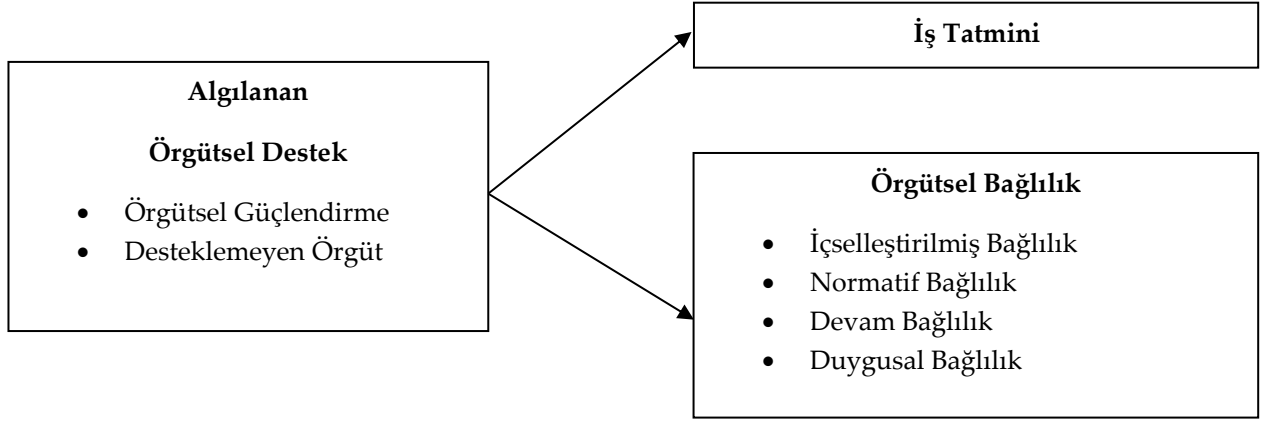 Algılanan
Örgütsel Destek
• Örgütsel Güçlendirme
• Desteklemeyen Örgüt
İş Tatmini
Örgütsel Bağlılık
• İçselleştirilmiş Bağlılık
• Normatif Bağlılık
• Devam Bağlılık
• Duygusal Bağlılık